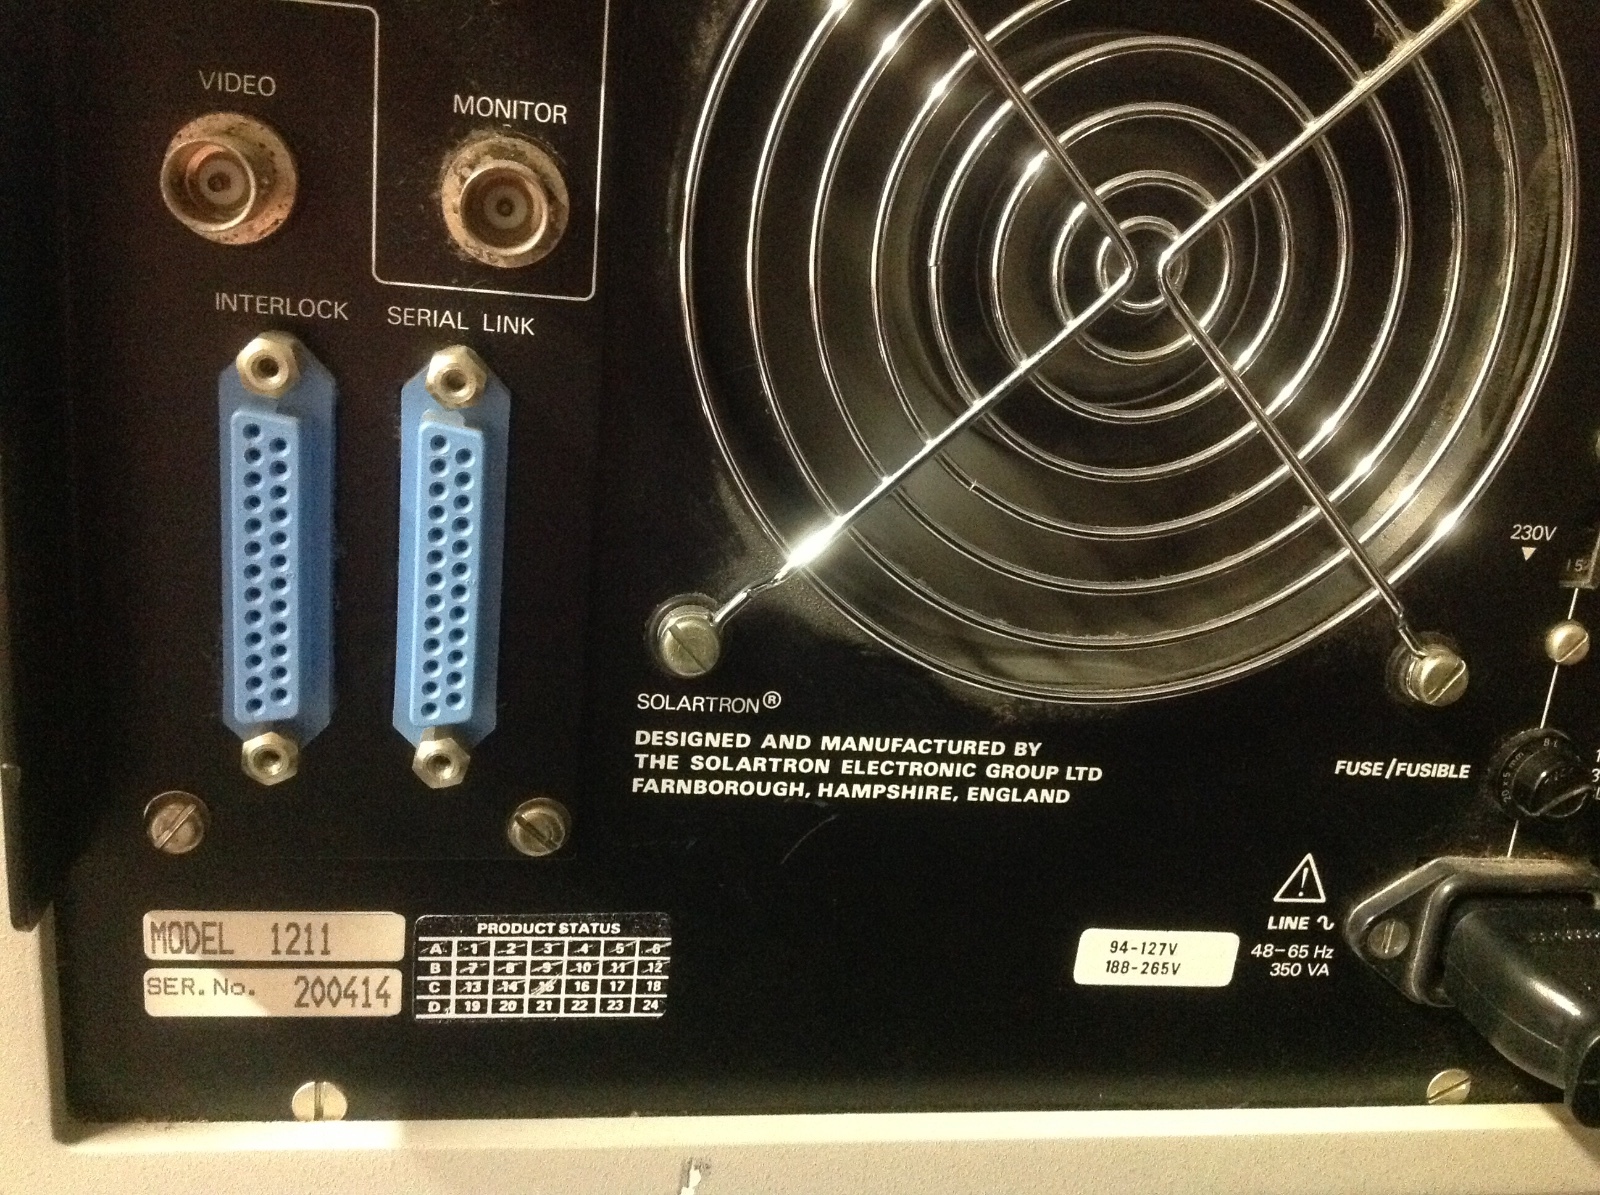 VIDEO
MONITOR
INTERLOCK
SERIAL LINK
230V
SOLARTRON®
DESIGNED AND MANUFACTURED BY
THE SOLARTRON ELECTRONIC GROUP LTD
FARNBOROUGH, HAMPSHIRE, ENGLAND
FUSE/FUSIBLE
LINE
48-65 Hz
350 VA
94-127V
188-265V
MODEL 1211
SER.No. 200414
PRODUCT STATUS
A 1 2 3 4 5 6
B 7 8 9 10 11 12
C 13 14 15 16 17 18
D 19 20 21 22 23 24